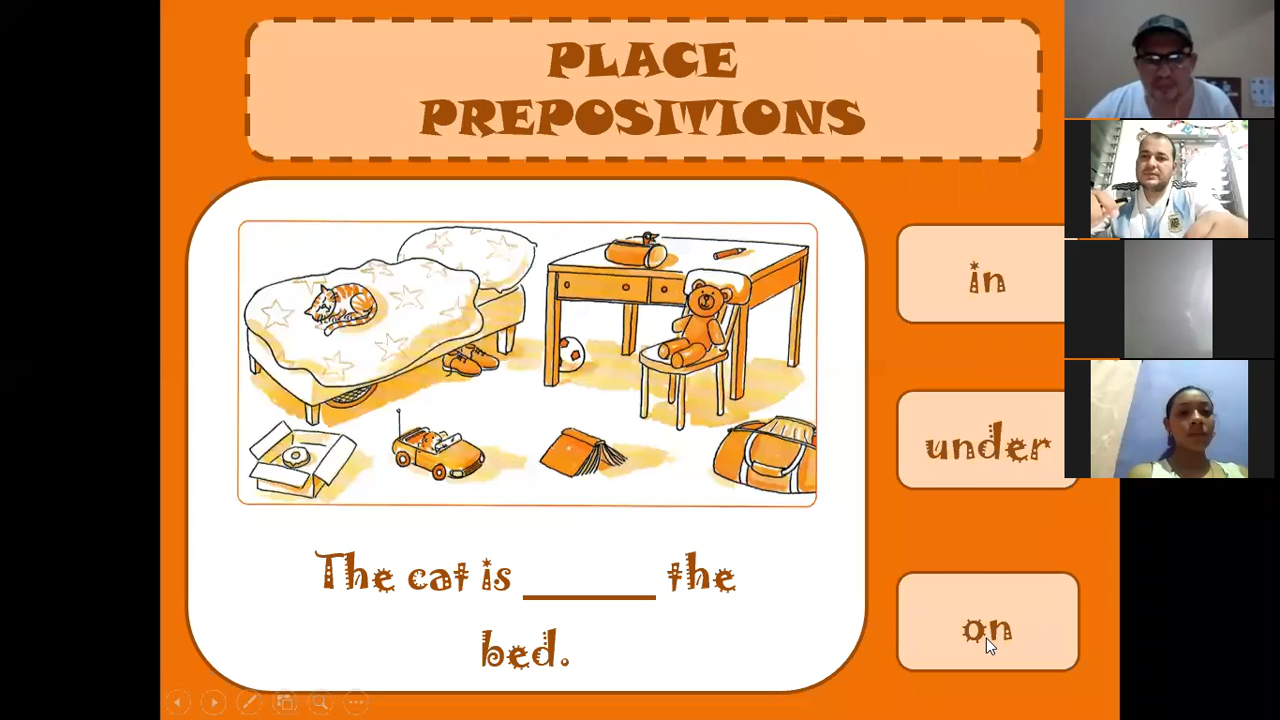 PLACE
PREPOSITIONS
in
under
on
The cat is ______ the
bed.